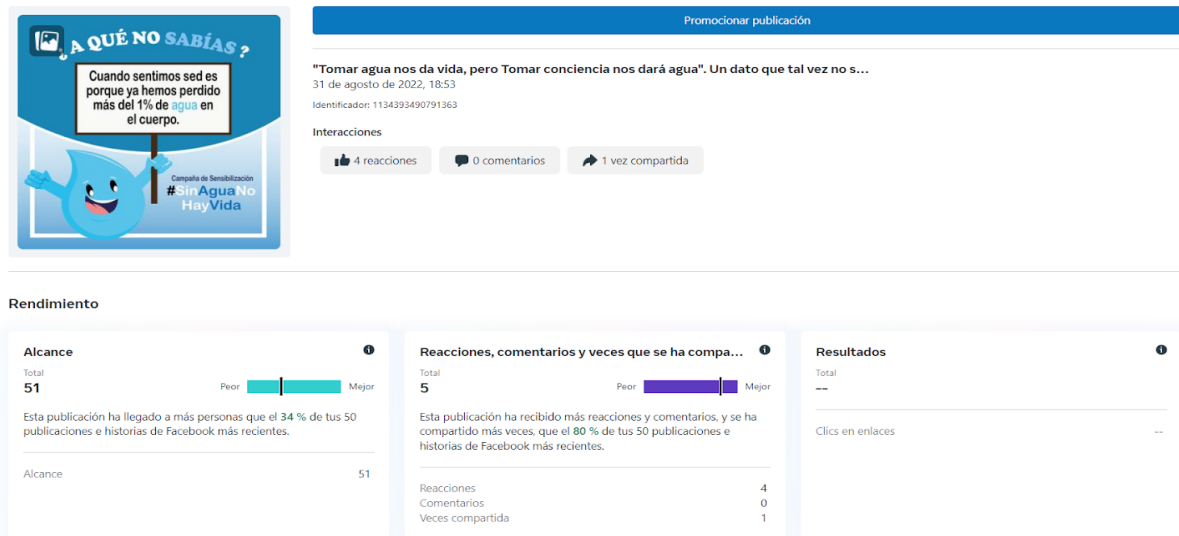 ¿A QUÉ NO SABÍAS?
Cuando sentimos sed es
porque ya hemos perdido
más del 1% de agua en
el cuerpo.
Campaña de Sensibilización
#SinAguaNo
HayVida
Promocionar publicación
"Tomar agua nos da vida, pero Tomar conciencia nos dará agua". Un dato que tal vez no s...
31 de agosto de 2022, 18:53
Identificador: 1134393490791363
Interacciones
4 reacciones
0 comentarios
1 vez compartida
Rendimiento
Alcance
Total
51
Peor
Mejor
Esta publicación ha llegado a más personas que el 34 % de tus 50
publicaciones e historias de Facebook más recientes.
Alcance 51
Reacciones, comentarios y veces que se ha compa...
Total
5
Peor
Mejor
Esta publicación ha recibido más reacciones y comentarios, y se ha
compartido más veces, que el 80 % de tus 50 publicaciones e
historias de Facebook más recientes.
Reacciones 4
Comentarios 0
Veces compartida 1
Resultados
Total
--
Clics en enlaces --